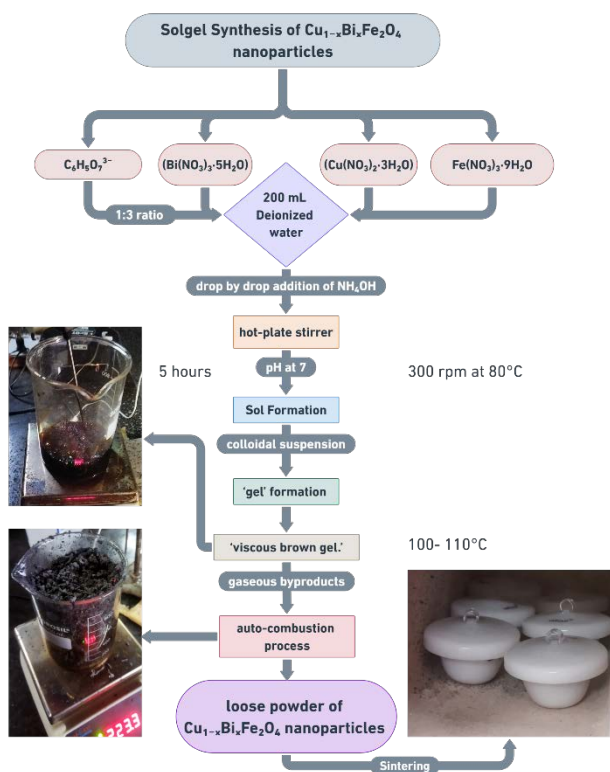 Solgel Synthesis of Cu₁₋ₓBiₓFe₂O₄
nanoparticles
C₆H₅O₇³⁻
(Bi(NO₃)₃·5H₂O)
(Cu(NO₃)₂·3H₂O)
Fe(NO₃)₃·9H₂O
1:3 ratio
200 mL
Deionized
water
drop by drop addition of NH₄OH
hot-plate stirrer
5 hours
pH at 7
300 rpm at 80°C
Sol Formation
colloidal suspension
'gel' formation
'viscous brown gel.'
100- 110°C
gaseous byproducts
auto-combustion
process
223.3
loose powder of
Cu₁₋ₓBiₓFe₂O₄ nanoparticles
Sintering